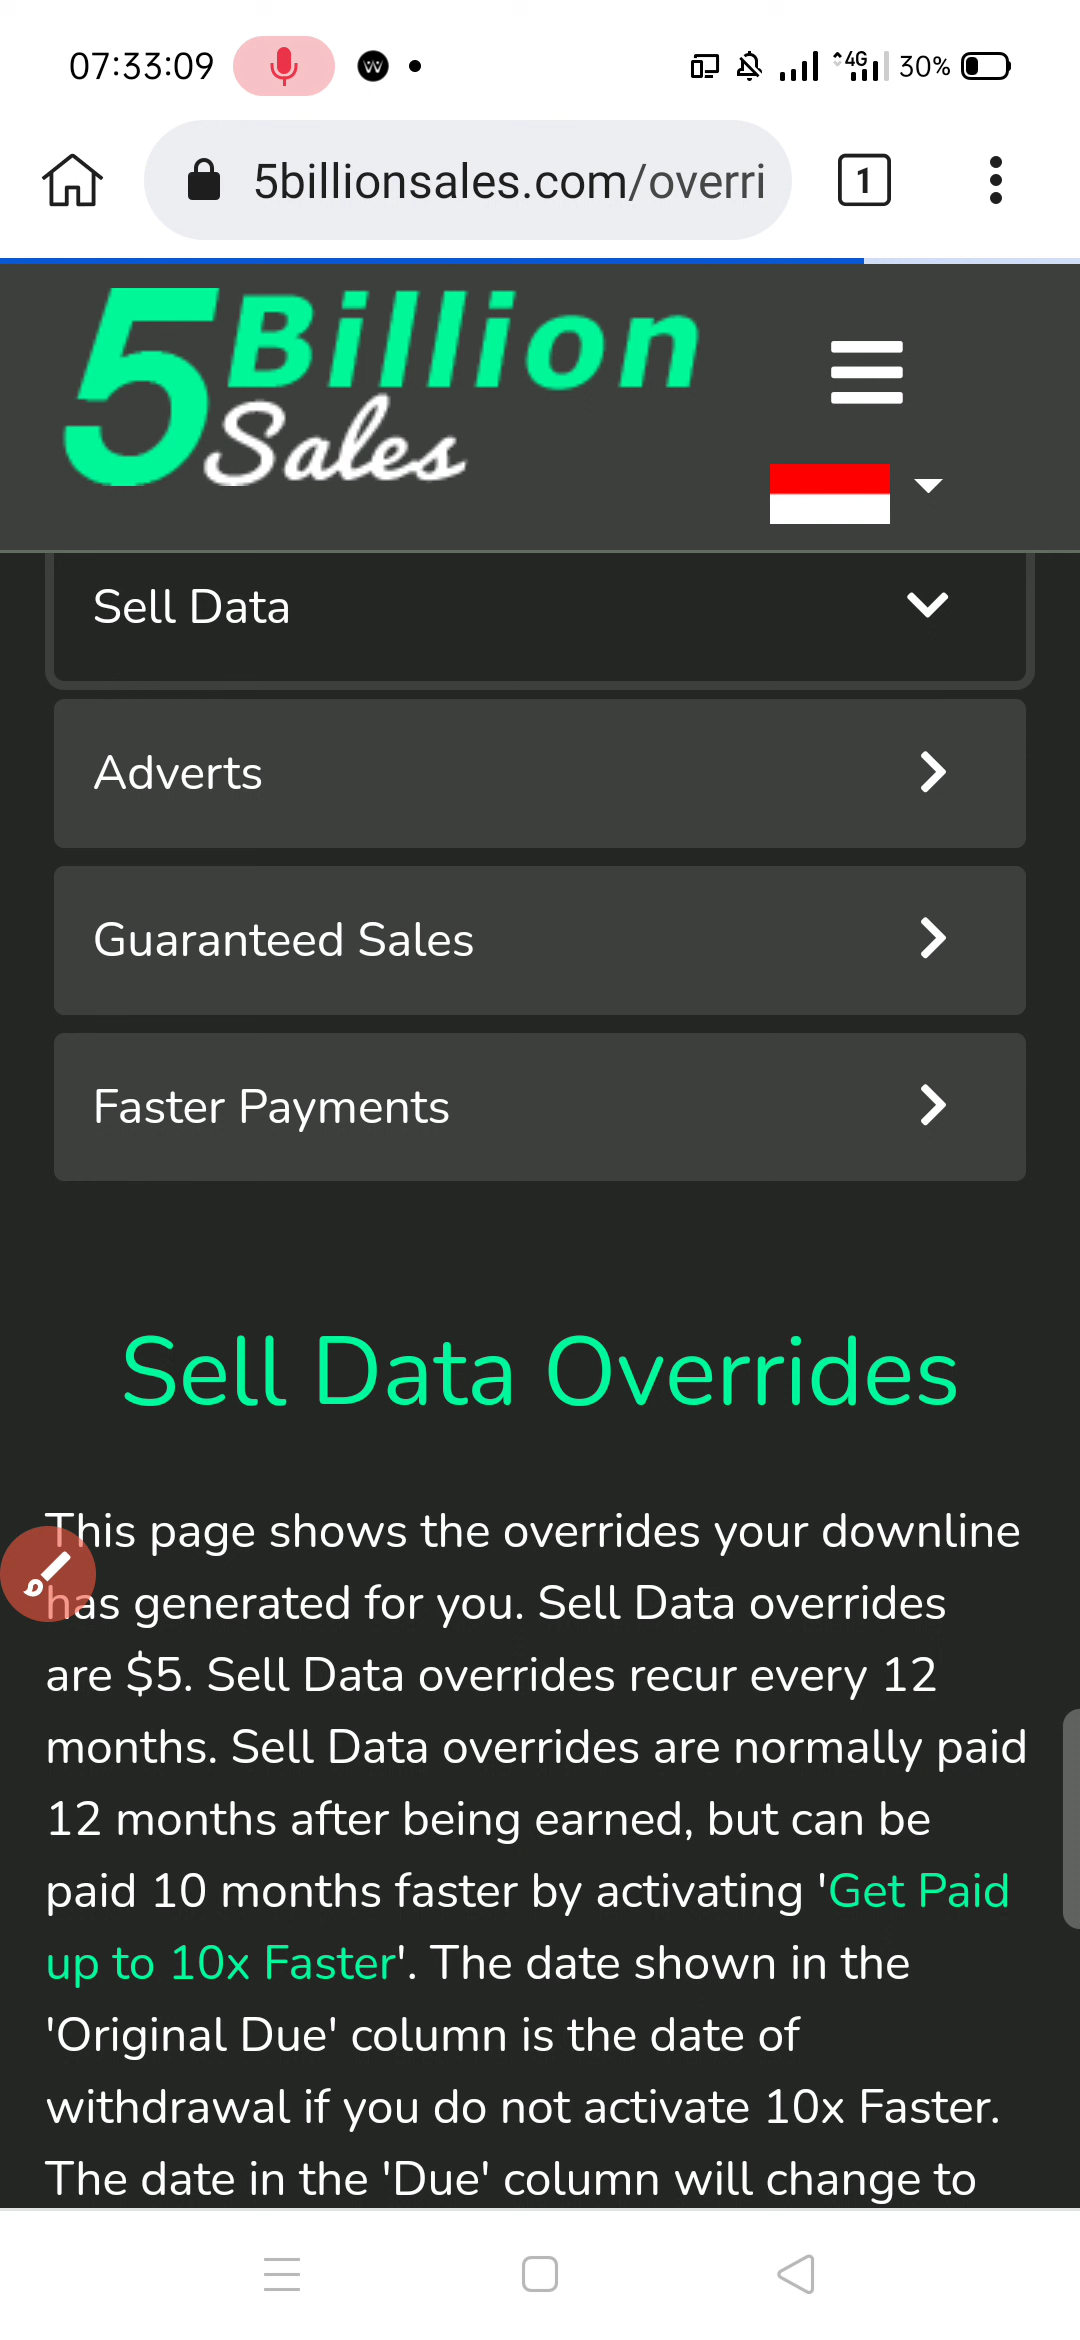 07:33:09
4G
30%
5billionsales.com/overri
1
5 Billion
Sales
Sell Data
Adverts
Guaranteed Sales
Faster Payments
Sell Data Overrides
This page shows the overrides your downline
has generated for you. Sell Data overrides
are $5. Sell Data overrides recur every 12
months. Sell Data overrides are normally paid
12 months after being earned, but can be
paid 10 months faster by activating 'Get Paid
up to 10x Faster'. The date shown in the
'Original Due' column is the date of
withdrawal if you do not activate 10x Faster.
The date in the 'Due' column will change to